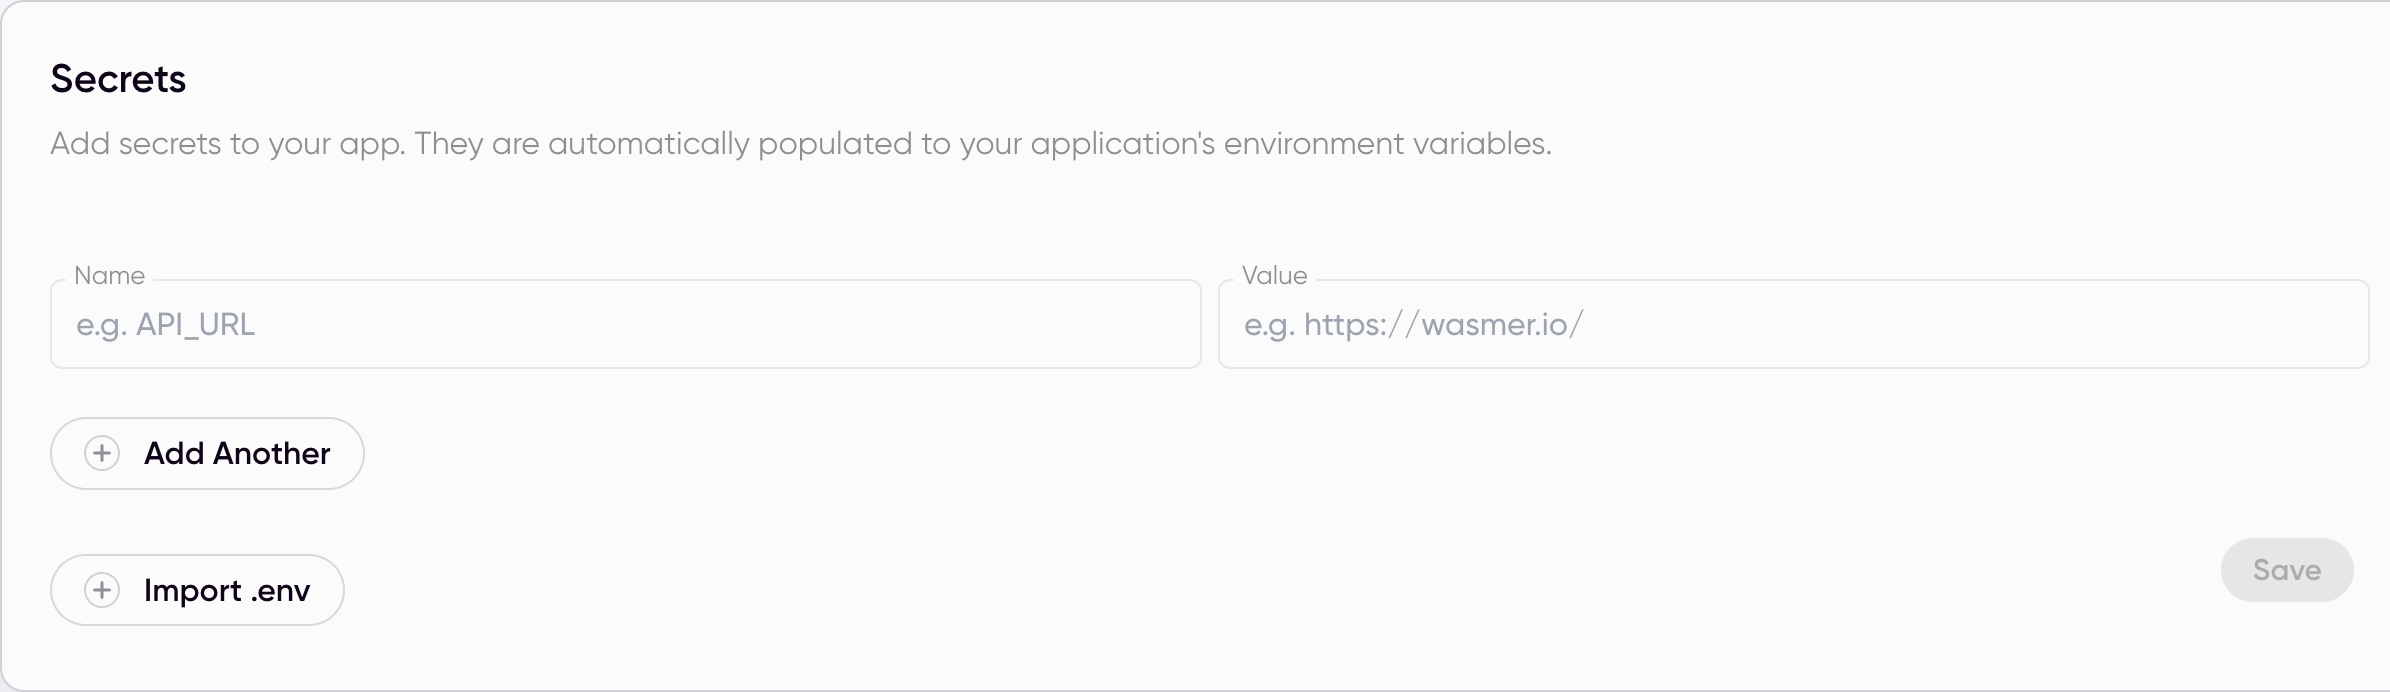 Secrets
Add secrets to your app. They are automatically populated to your application's environment variables.
Name
e.g. API_URL
Value
e.g. https://wasmer.io/
Add Another
Import .env
Save